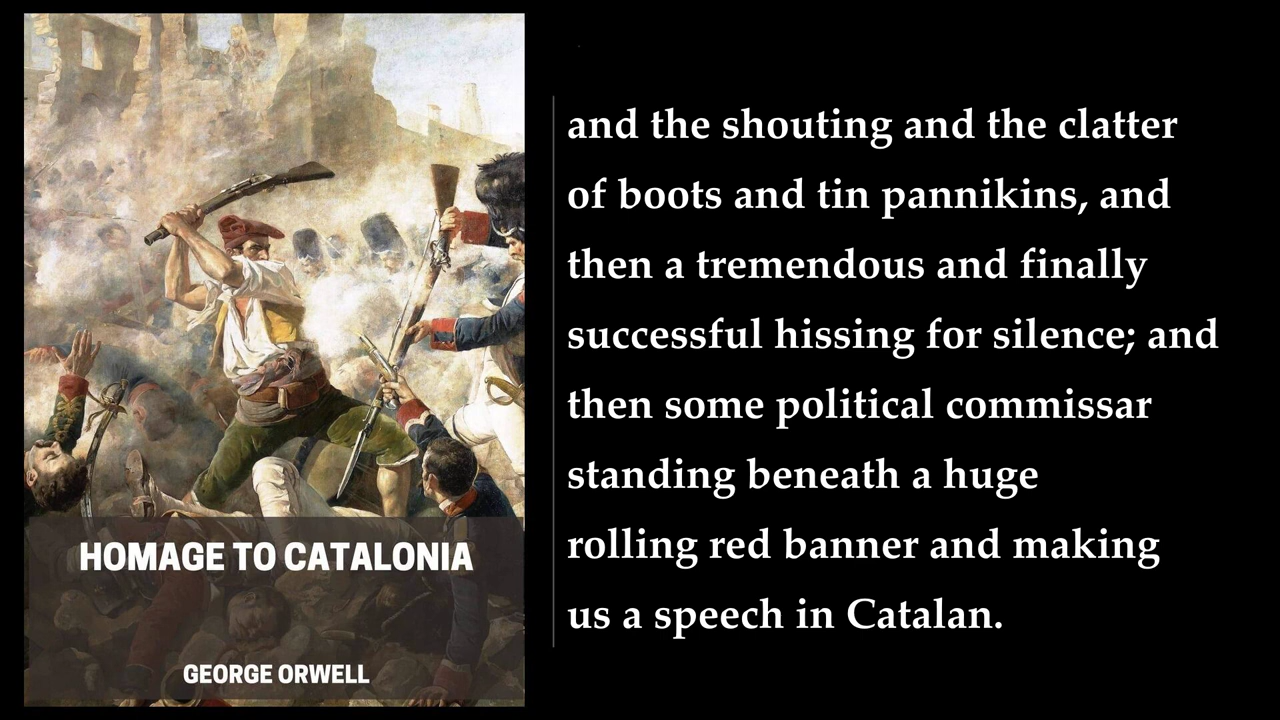 HOMAGE TO CATALONIA
GEORGE ORWELL
and the shouting and the clatter
of boots and tin pannikins, and
then a tremendous and finally
successful hissing for silence; and
then some political commissar
standing beneath a huge
rolling red banner and making
us a speech in Catalan.